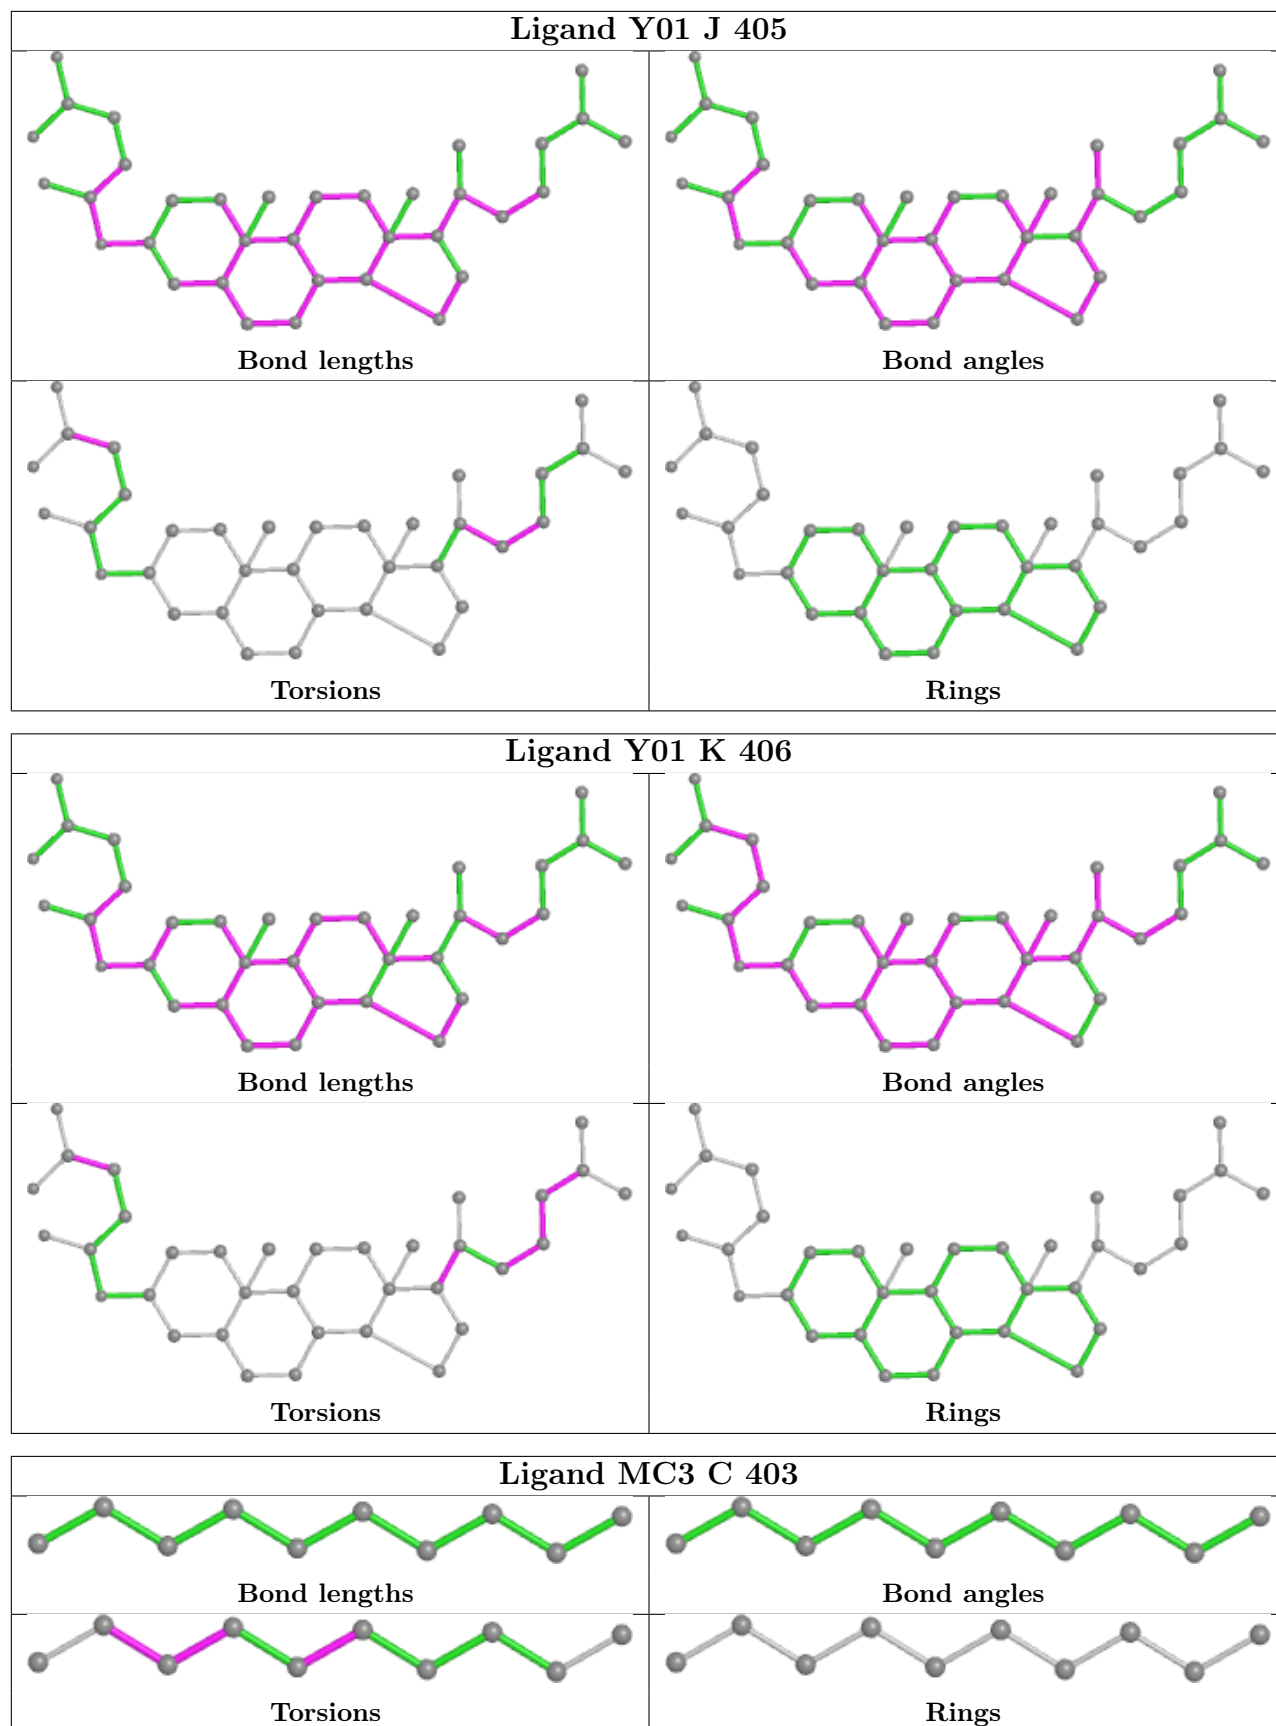 Ligand Y01 J 405
Bond lengths
Bond angles
Torsions
Rings
Ligand Y01 K 406
Bond lengths
Bond angles
Torsions
Rings
Ligand MC3 C 403
Bond lengths
Bond angles
Torsions
Rings